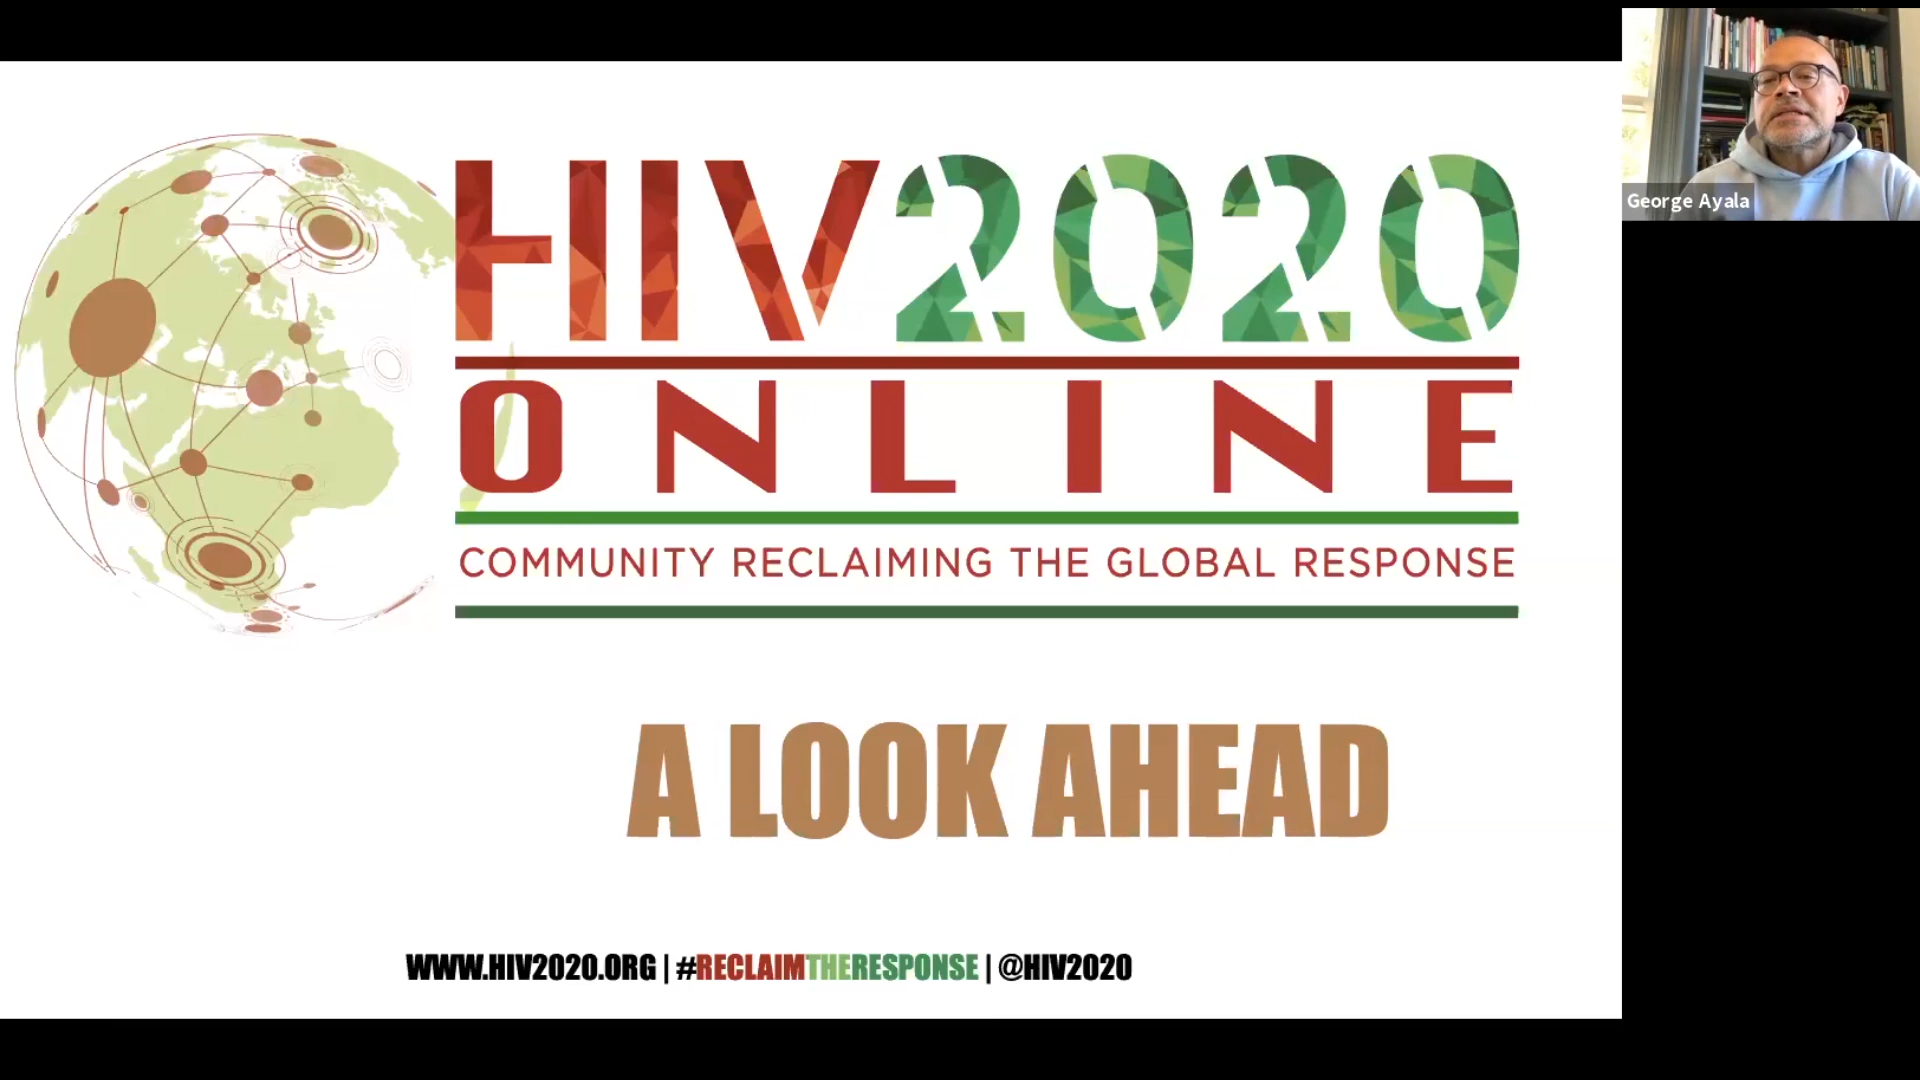 HIV2020
ONLINE
COMMUNITY RECLAIMING THE GLOBAL RESPONSE
A LOOK AHEAD
WWW.HIV2020.ORG | #RECLAIMTHERESPONSE | @HIV2020
George Ayala